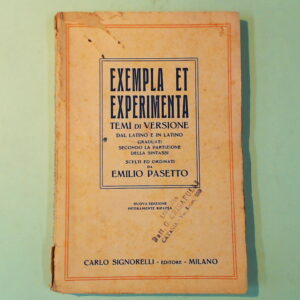 EXEMPLA ET
EXPERIMENTA
TEMI DI VERSIONE
DAL LATINO E IN LATINO
GRADUATI
SECONDO LA PARTIZIONE
DELLA SINTASSI
SCELTI ED ORDINATI
DA
EMILIO PASETTO
NUOVA EDIZIONE
INTERAMENTE RIFATTA
CARLO SIGNORELLI - EDITORE - MILANO